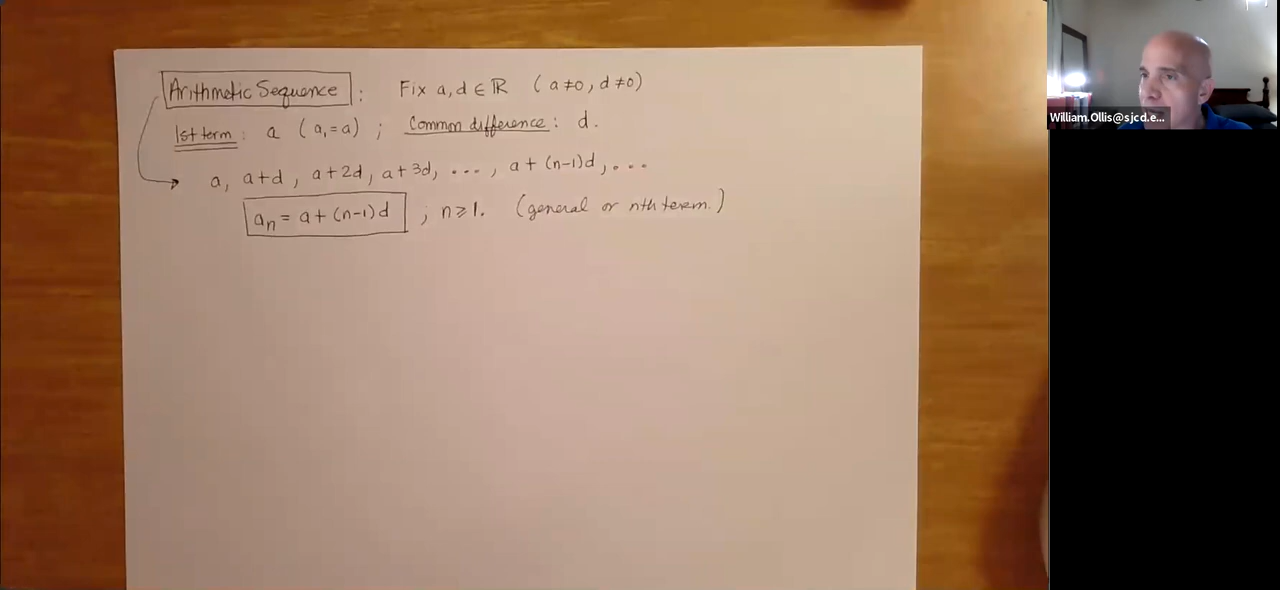 Arithmetic Sequence : Fix a, d ∈ ℝ (a≠0, d≠0)
1st term: a (a₁ = a) ; Common difference: d.
a, a+d, a+2d, a+3d, ..., a+(n-1)d, ...
aₙ = a + (n-1)d ; n ≥ 1. (general or nth term.)
William.Ollis@sjcd.e...